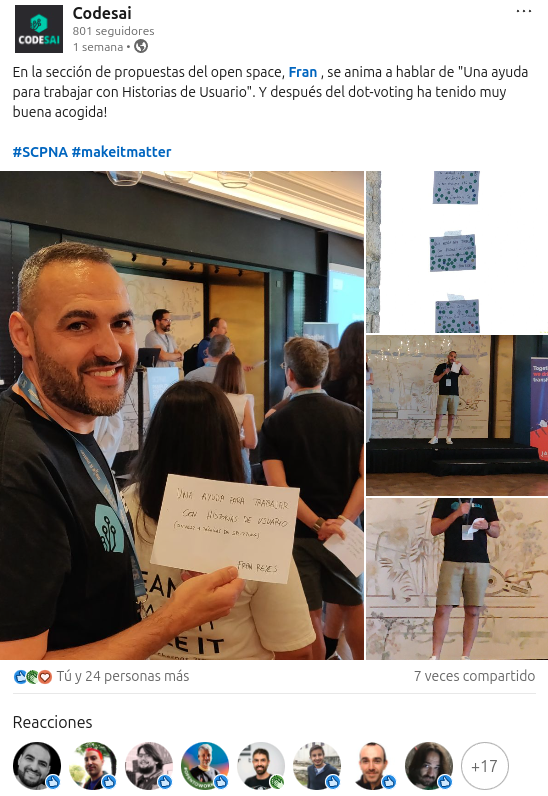 CODESAI
Codesai
801 seguidores
1 semana •
En la sección de propuestas del open space, Fran , se anima a hablar de "Una ayuda
para trabajar con Historias de Usuario". Y después del dot-voting ha tenido muy
buena acogida!
#SCPNA #makeitmatter
UNA AYUDA PARA TRABAJAR
CON HISTORIAS DE USUARIO
FRAN REYES
E IT
Tú y 24 personas más
7 veces compartido
Reacciones
+17